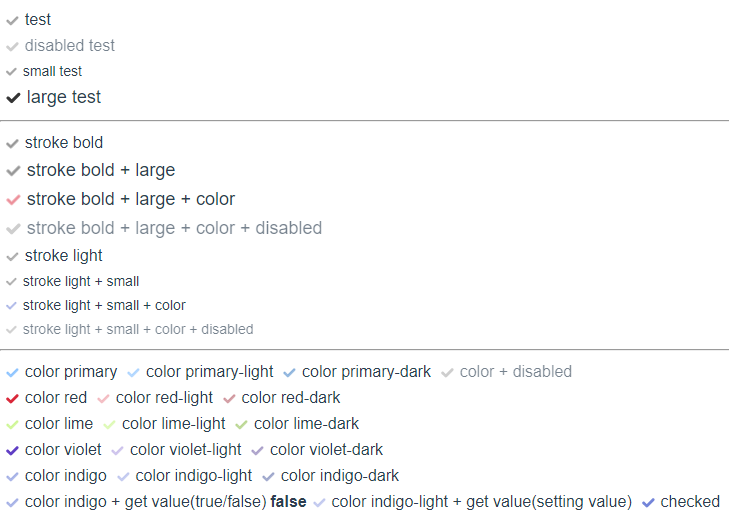 test
disabled test
small test
large test
stroke bold
stroke bold + large
stroke bold + large + color
stroke bold + large + color + disabled
stroke light
stroke light + small
stroke light + small + color
stroke light + small + color + disabled
color primary color primary-light color primary-dark color + disabled
color red color red-light color red-dark
color lime color lime-light color lime-dark
color violet color violet-light color violet-dark
color indigo color indigo-light color indigo-dark
color indigo + get value(true/false) false color indigo-light + get value(setting value) checked